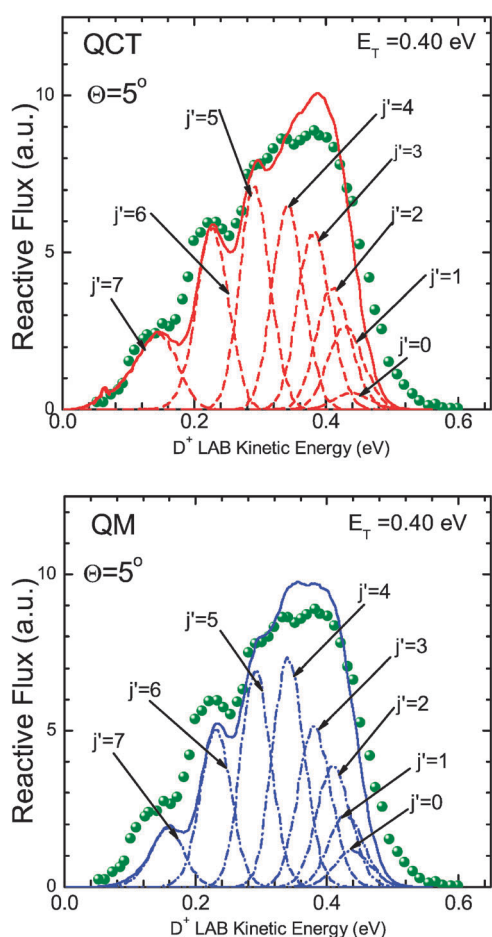 QCT
E_T =0.40 eV
Θ=5°
j'=4
j'=5
j'=3
j'=6
j'=2
j'=7
j'=1
j'=0
Reactive Flux (a.u.)
10
5
0
0.0 0.2 0.4 0.6
D⁺ LAB Kinetic Energy (eV)
QM
E_T =0.40 eV
Θ=5°
j'=4
j'=5
j'=3
j'=6
j'=2
j'=7
j'=1
j'=0
Reactive Flux (a.u.)
10
5
0
0.0 0.2 0.4 0.6
D⁺ LAB Kinetic Energy (eV)